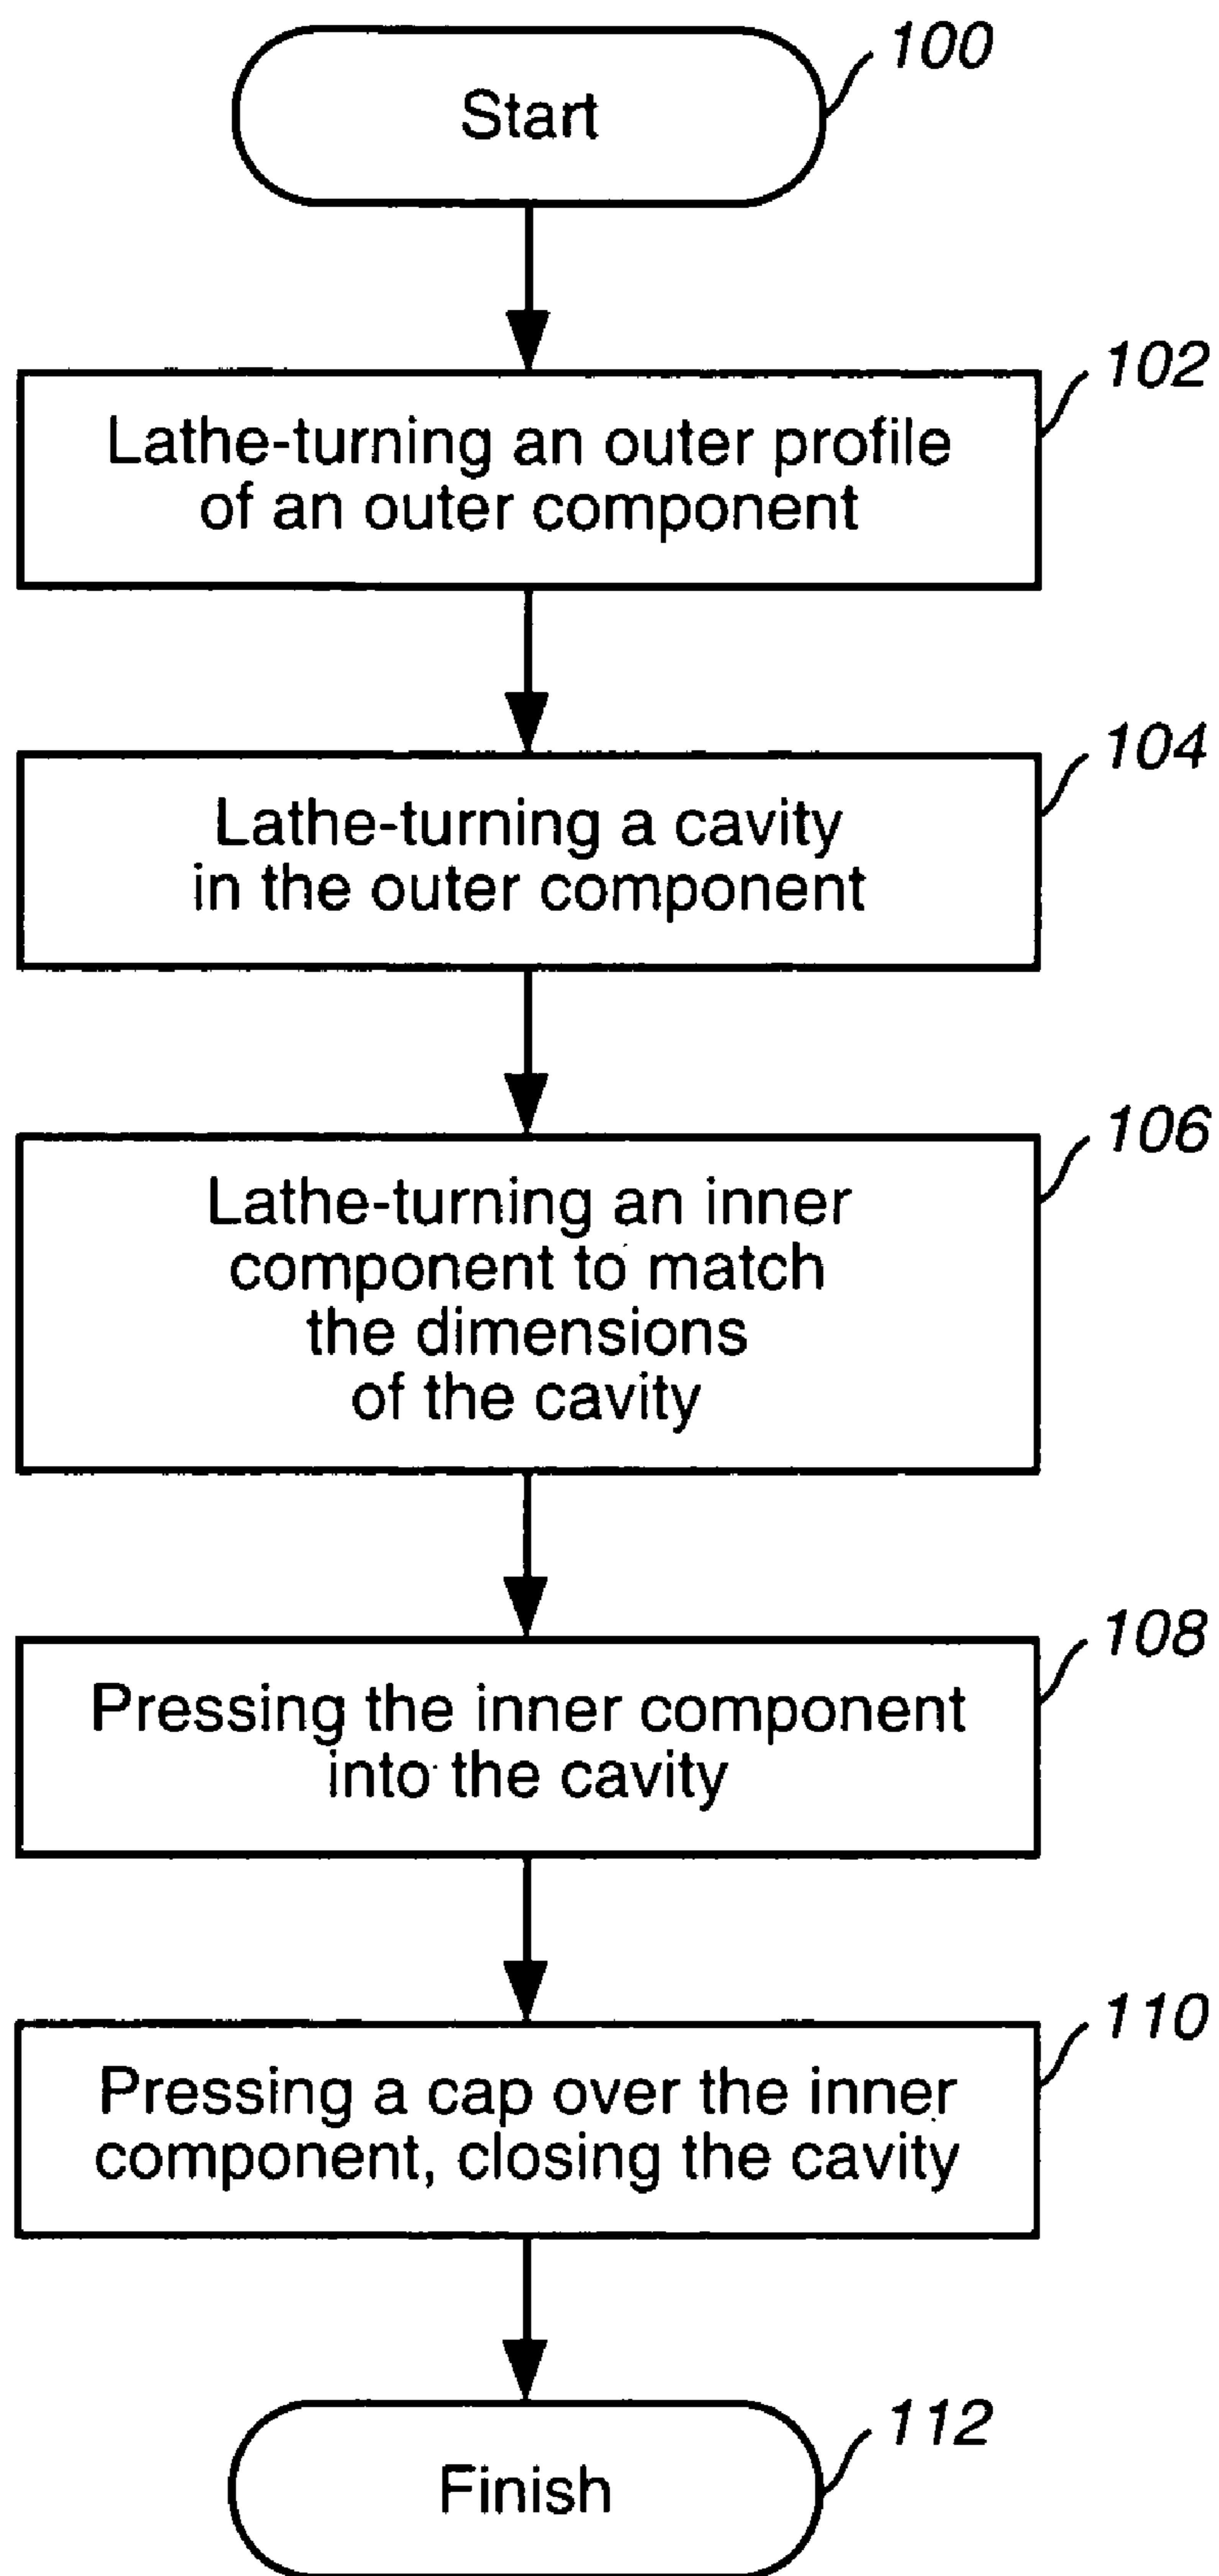 100
Start
102
Lathe-turning an outer profile
of an outer component
104
Lathe-turning a cavity
in the outer component
106
Lathe-turning an inner
component to match
the dimensions
of the cavity
108
Pressing the inner component
into the cavity
110
Pressing a cap over the inner
component, closing the cavity
112
Finish